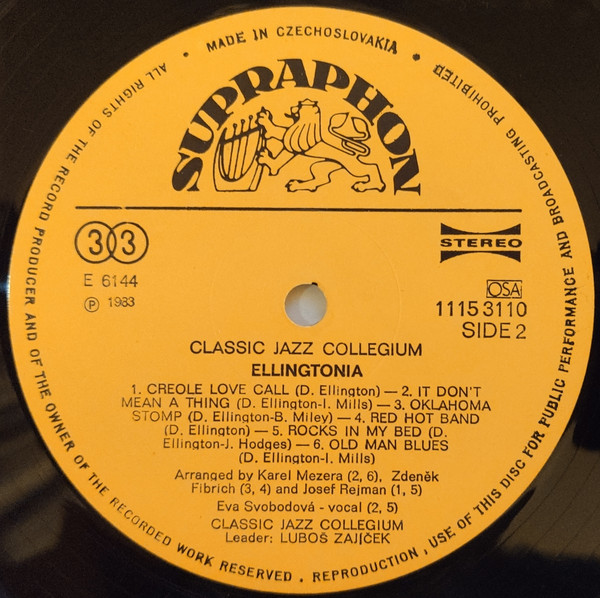 • MADE IN CZECHOSLOVAKIA •
ALL RIGHTS OF THE RECORD PRODUCER AND OF THE OWNER OF THE RECORDED WORK RESERVED . REPRODUCTION , USE OF THIS DISC FOR PUBLIC PERFORMANCE AND BROADCASTING PROHIBITED
SUPRAPHON
33
STEREO
E 6144
℗ 1983
OSA
1115 3110
SIDE 2
CLASSIC JAZZ COLLEGIUM
ELLINGTONIA
1. CREOLE LOVE CALL (D. Ellington) — 2. IT DON'T
MEAN A THING (D. Ellington-I. Mills) — 3. OKLAHOMA
STOMP (D. Ellington-B. Miley) — 4. RED HOT BAND
(D. Ellington) — 5. ROCKS IN MY BED (D.
Ellington-J. Hodges) — 6. OLD MAN BLUES
(D. Ellington-I. Mills)
Arranged by Karel Mezera (2, 6), Zdeněk
Fibrich (3, 4) and Josef Rejman (1, 5)
Eva Svobodová - vocal (2, 5)
CLASSIC JAZZ COLLEGIUM
Leader: LUBOŠ ZAJÍČEK